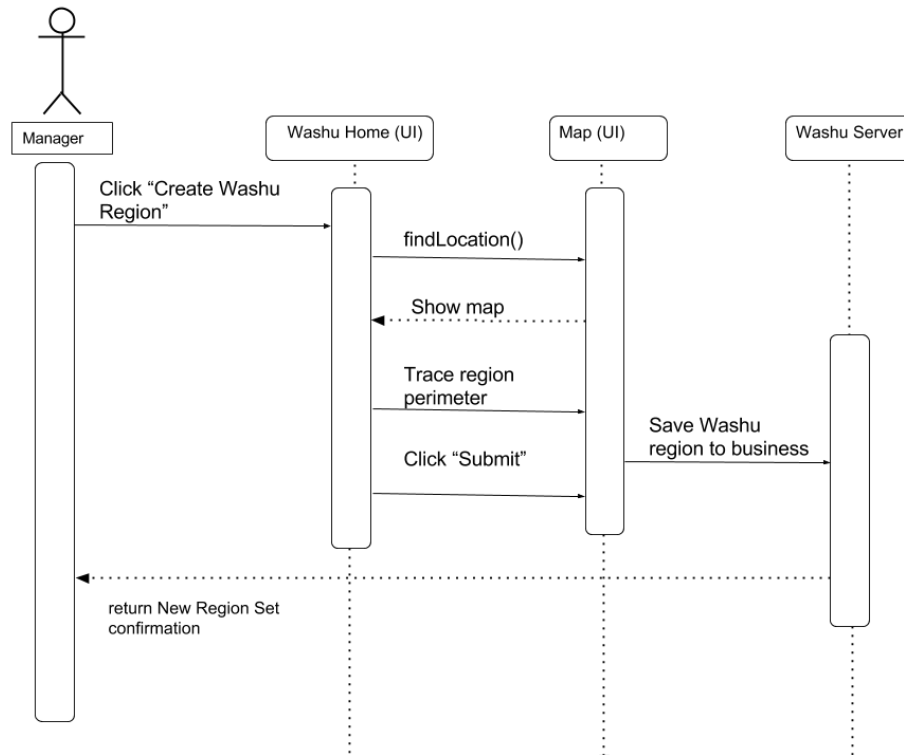 Manager
Washu Home (UI)
Map (UI)
Washu Server
Click “Create Washu
Region”
findLocation()
Show map
Trace region
perimeter
Save Washu
region to business
Click “Submit”
return New Region Set
confirmation